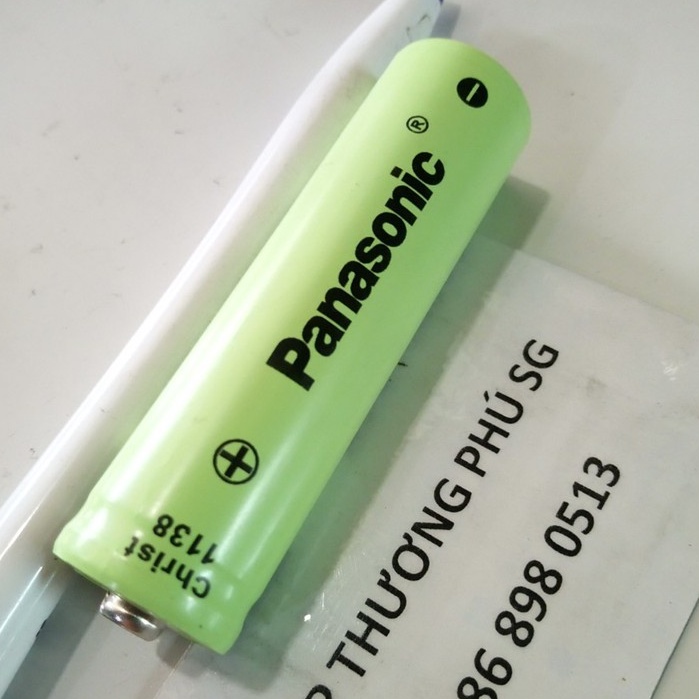 Panasonic ®
Christ
1138
THƯƠNG PHÚ SG
86 898 0513